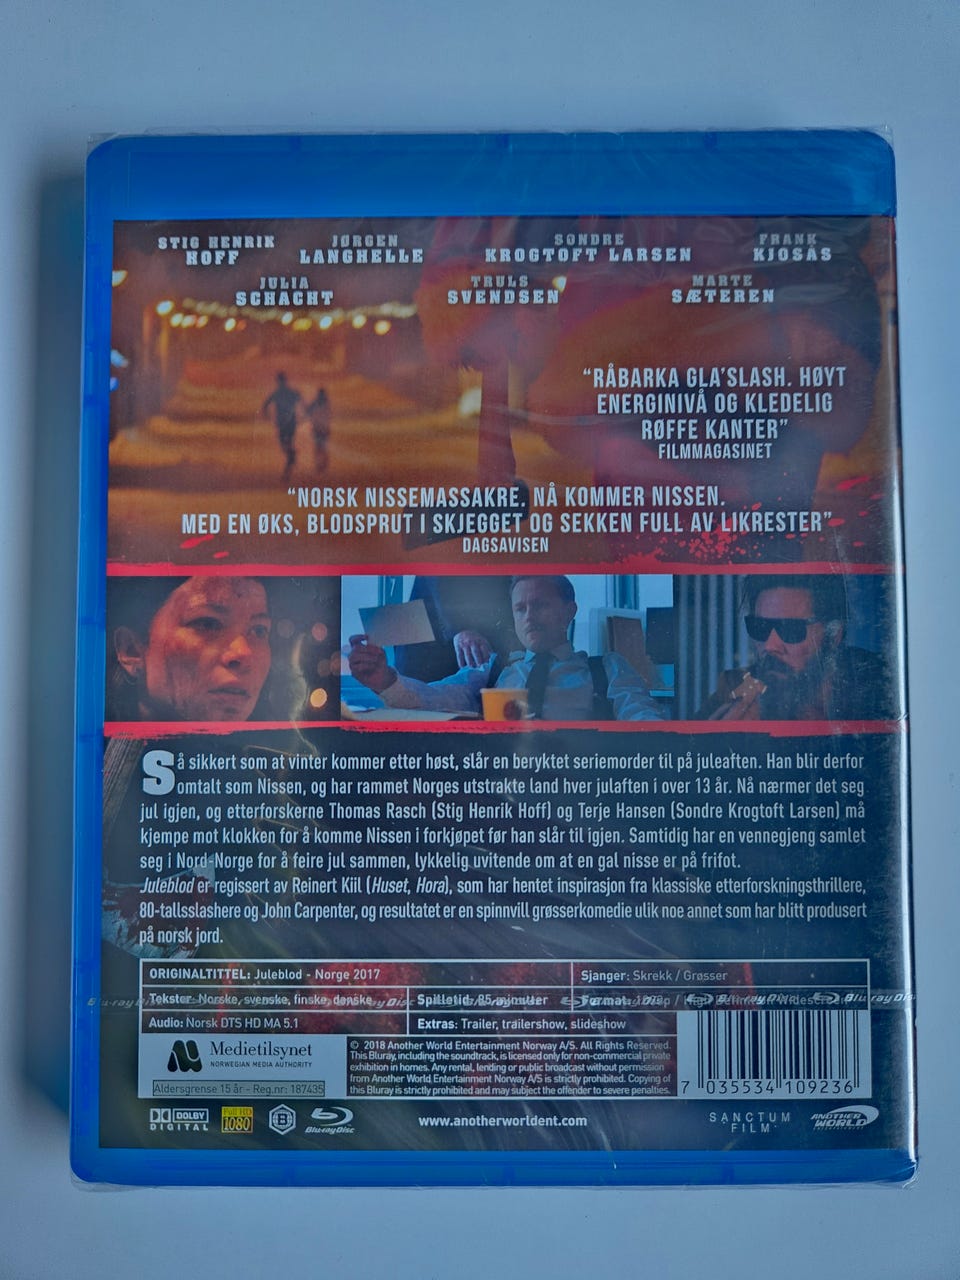 STIG HENRIK HOFF
JØRGEN LANGHELLE
SONDRE KROGTOFT LARSEN
FRANK KJOSÅS
JULIA SCHACHT
TRULS SVENDSEN
MARTE SÆTEREN
“RÅBARKA GLA’SLASH. HØYT
ENERGINIVÅ OG KLEDELIG
RØFFE KANTER”
FILMMAGASINET
“NORSK NISSEMASSAKRE. NÅ KOMMER NISSEN.
MED EN ØKS, BLODSPRUT I SKJEGGET OG SEKKEN FULL AV LIKRESTER”
DAGSAVISEN
Så sikkert som at vinter kommer etter høst, slår en beryktet seriemorder til på juleaften. Han blir derfor
omtalt som Nissen, og har rammet Norges utstrakte land hver julaften i over 13 år. Nå nærmer det seg
jul igjen, og etterforskerne Thomas Rasch (Stig Henrik Hoff) og Terje Hansen (Sondre Krogtoft Larsen) må
kjempe mot klokken for å komme Nissen i forkjøpet før han slår til igjen. Samtidig har en vennegjeng samlet
seg i Nord-Norge for å feire jul sammen, lykkelig uvitende om at en gal nisse er på frifot.
Juleblod er regissert av Reinert Kiil (Huset, Hora), som har hentet inspirasjon fra klassiske etterforskningsthrillere,
80-tallsslashere og John Carpenter, og resultatet er en spinnvill grøsserkomedie ulik noe annet som har blitt produsert
på norsk jord.
ORIGINALTITTEL: Juleblod - Norge 2017
Sjanger: Skrekk / Grøsser
Tekster: Norske, svenske, finske, danske
Spilletid: 85 minutter
Format: 1080p / High Definition / Widescreen
Audio: Norsk DTS HD MA 5.1
Extras: Trailer, trailershow, slideshow
Medietilsynet
NORWEGIAN MEDIA AUTHORITY
Aldersgrense 15 år - Reg.nr: 187435
© 2018 Another World Entertainment Norway A/S. All Rights Reserved.
This Bluray, including the soundtrack, is licensed only for non-commercial private
exhibition in homes. Any rental, lending or public broadcast without permission
from Another World Entertainment Norway A/S is strictly prohibited. Copying of
this Bluray is strictly prohibited and may subject the offender to severe penalties.
7 035534 109236
DOLBY DIGITAL
Full HD 1080
B
Blu-ray Disc
www.anotherworldent.com
SANCTUM FILM
ANOTHER WORLD ENTERTAINMENT